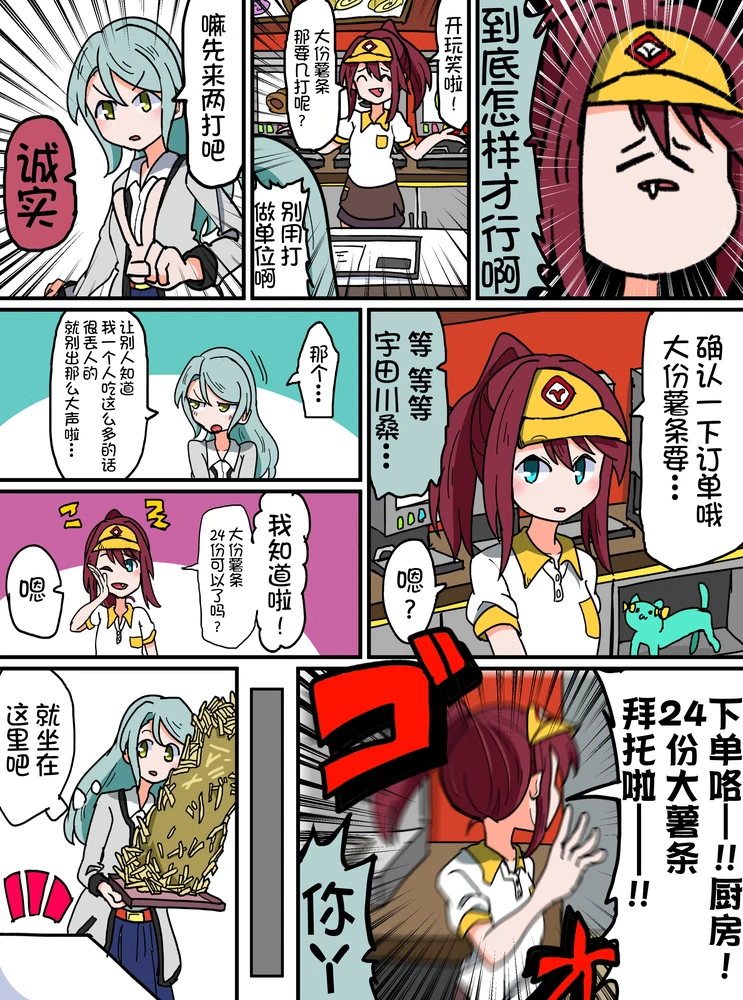 到底怎样才行啊
开玩笑啦！
大份薯条
那要几打呢？
别用打
做单位啊
嘛先来两打吧
诚实
确认一下订单哦
大份薯条要…
等 等等
宇田川桑…
嗯？
那个…
让别人知道
我一个人吃这么多的话
很丢人的
就别出那么大声啦…
我知道啦！
大份薯条
24份可以了吗？
嗯
下单咯——!!厨房！
24份大薯条
拜托啦——!!
ゴ
オ
你丫
就坐在
这里吧
ツグ